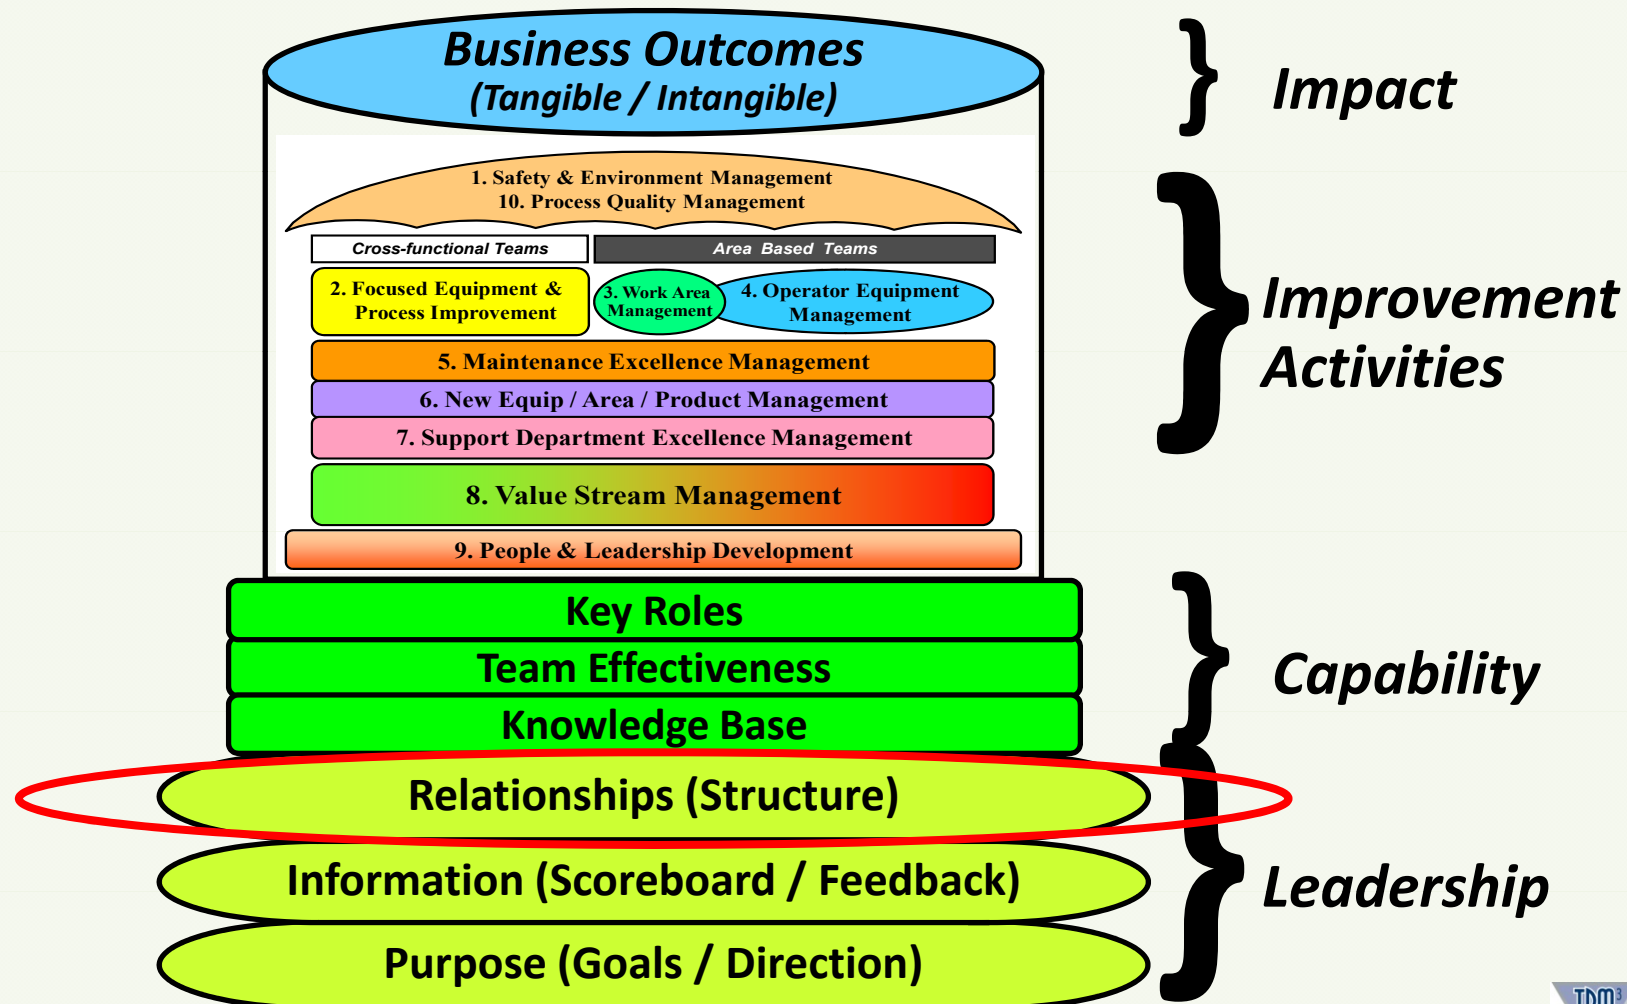 Business Outcomes
(Tangible / Intangible)
Impact
1. Safety & Environment Management
10. Process Quality Management
Cross-functional Teams
Area Based Teams
2. Focused Equipment &
Process Improvement
3. Work Area
Management
4. Operator Equipment
Management
Improvement
Activities
5. Maintenance Excellence Management
6. New Equip / Area / Product Management
7. Support Department Excellence Management
8. Value Stream Management
9. People & Leadership Development
Key Roles
Team Effectiveness
Knowledge Base
Capability
Relationships (Structure)
Information (Scoreboard / Feedback)
Purpose (Goals / Direction)
Leadership